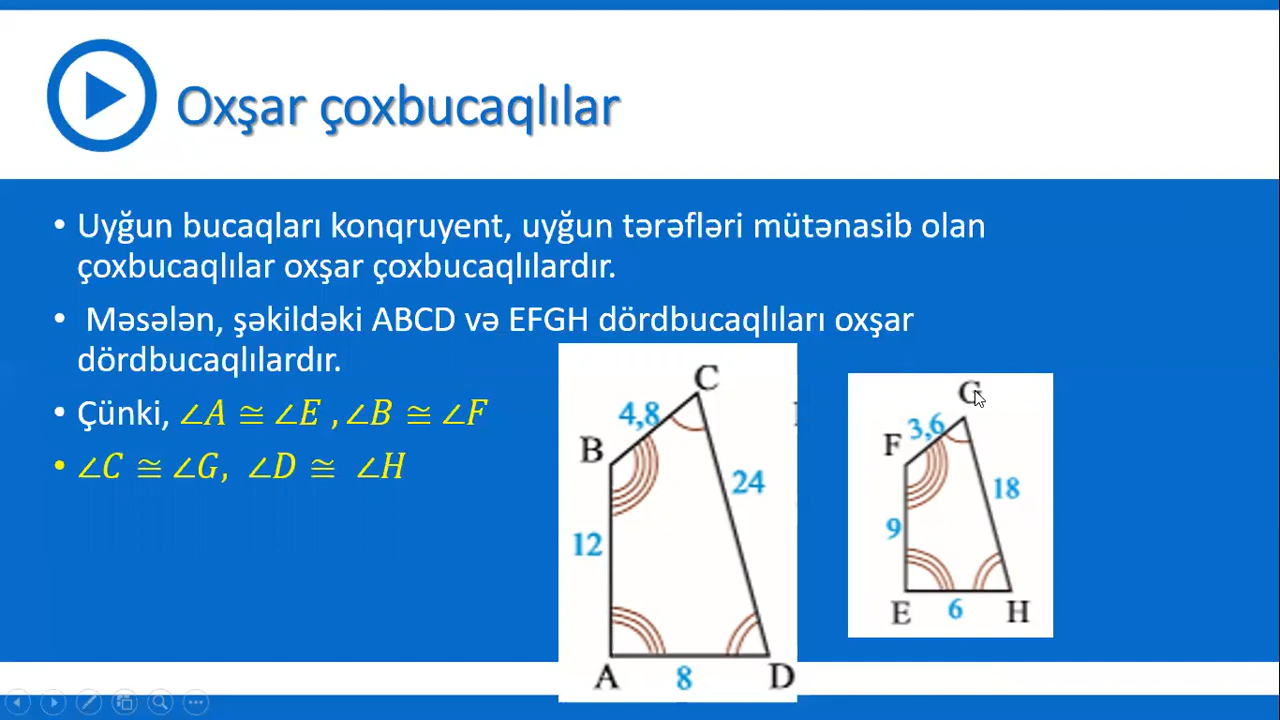 Oxşar çoxbucaqlılar
• Uyğun bucaqları konqruyent, uyğun tərəfləri mütənasib olan
çoxbucaqlılar oxşar çoxbucaqlılardır.
• Məsələn, şəkildəki ABCD və EFGH dördbucaqlıları oxşar
dördbucaqlılardır.
• Çünki, ∠A ≅ ∠E , ∠B ≅ ∠F
• ∠C ≅ ∠G, ∠D ≅ ∠H
C
4,8
B
24
12
A
8
D
G
3,6
F
18
9
E
6
H